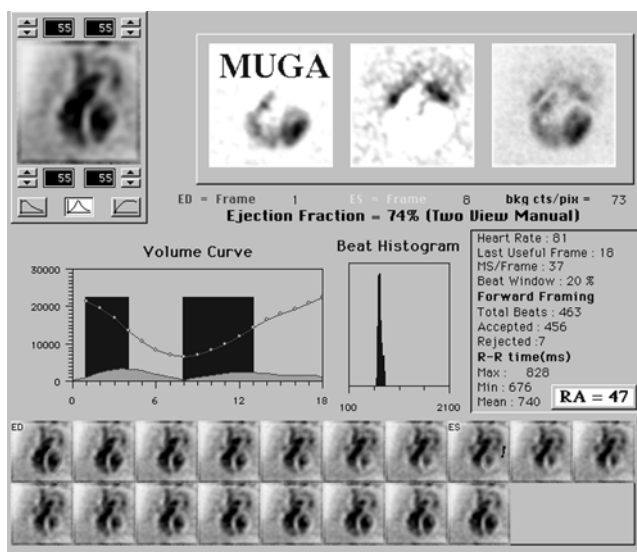 55 55
MUGA
55 55
ED = Frame 1 ES = Frame 8 bkg cts/pix = 73
Ejection Fraction = 74% (Two View Manual)
Volume Curve
30000
20000
10000
0
0 6 12 18
Beat Histogram
100 2100
Heart Rate : 81
Last Useful Frame : 18
MS/Frame : 37
Beat Window : 20 %
Forward Framing
Total Beats : 463
Accepted : 456
Rejected :7
R-R time(ms)
Max : 828
Min : 676
Mean : 740
RA = 47
ED ES